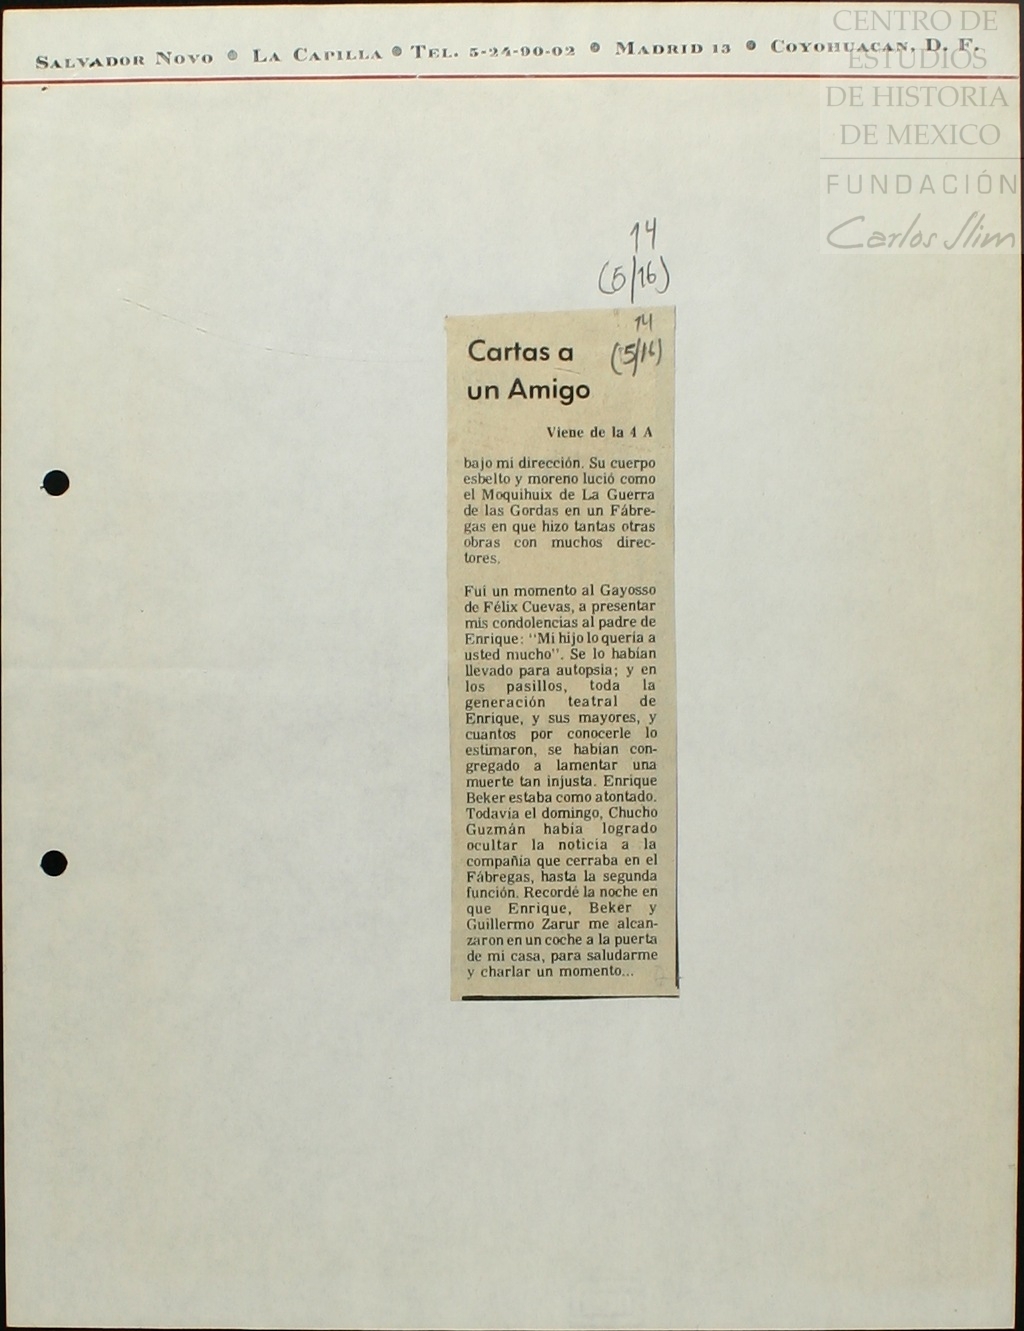 SALVADOR NOVO • LA CAPILLA • TEL. 5-24-90-02 • MADRID 13 • COYOHUACAN, D. F.
CENTRO DE
ESTUDIOS
DE HISTORIA
DE MEXICO
FUNDACIÓN
Carlos Slim
14
(5/16)
14
(5/16)
Cartas a
un Amigo
Viene de la 4 A
bajo mi dirección. Su cuerpo
esbelto y moreno lució como
el Moquihuix de La Guerra
de las Gordas en un Fábre-
gas en que hizo tantas otras
obras con muchos direc-
tores.
Fui un momento al Gayosso
de Félix Cuevas, a presentar
mis condolencias al padre de
Enrique: "Mi hijo lo quería a
usted mucho". Se lo habían
llevado para autopsia; y en
los pasillos, toda la
generación teatral de
Enrique, y sus mayores, y
cuantos por conocerle lo
estimaron, se habían con-
gregado a lamentar una
muerte tan injusta. Enrique
Beker estaba como atontado.
Todavía el domingo, Chucho
Guzmán había logrado
ocultar la noticia a la
compañía que cerraba en el
Fábregas, hasta la segunda
función. Recordé la noche en
que Enrique, Beker y
Guillermo Zarur me alcan-
zaron en un coche a la puerta
de mi casa, para saludarme
y charlar un momento...